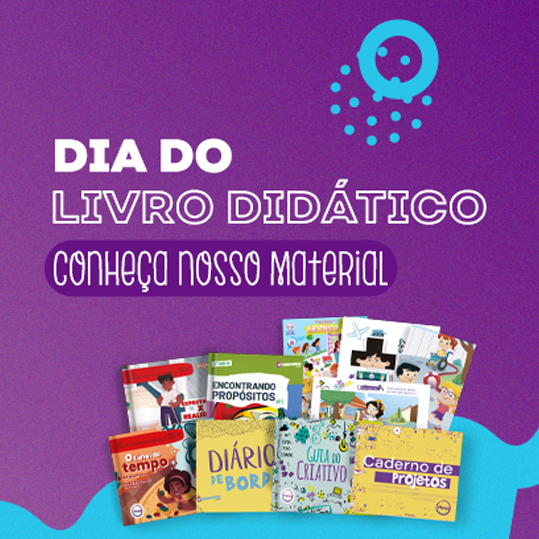 DIA DO
LIVRO DIDÁTICO
CONHEÇA NOSSO MATERIAL
ENCONTRANDO
PROPÓSITOS
EXPECTATIVA
X
O tempo
DIÁRIO
DE BORDO
GUIA DO
CRIATIVO
Caderno de
Projetos